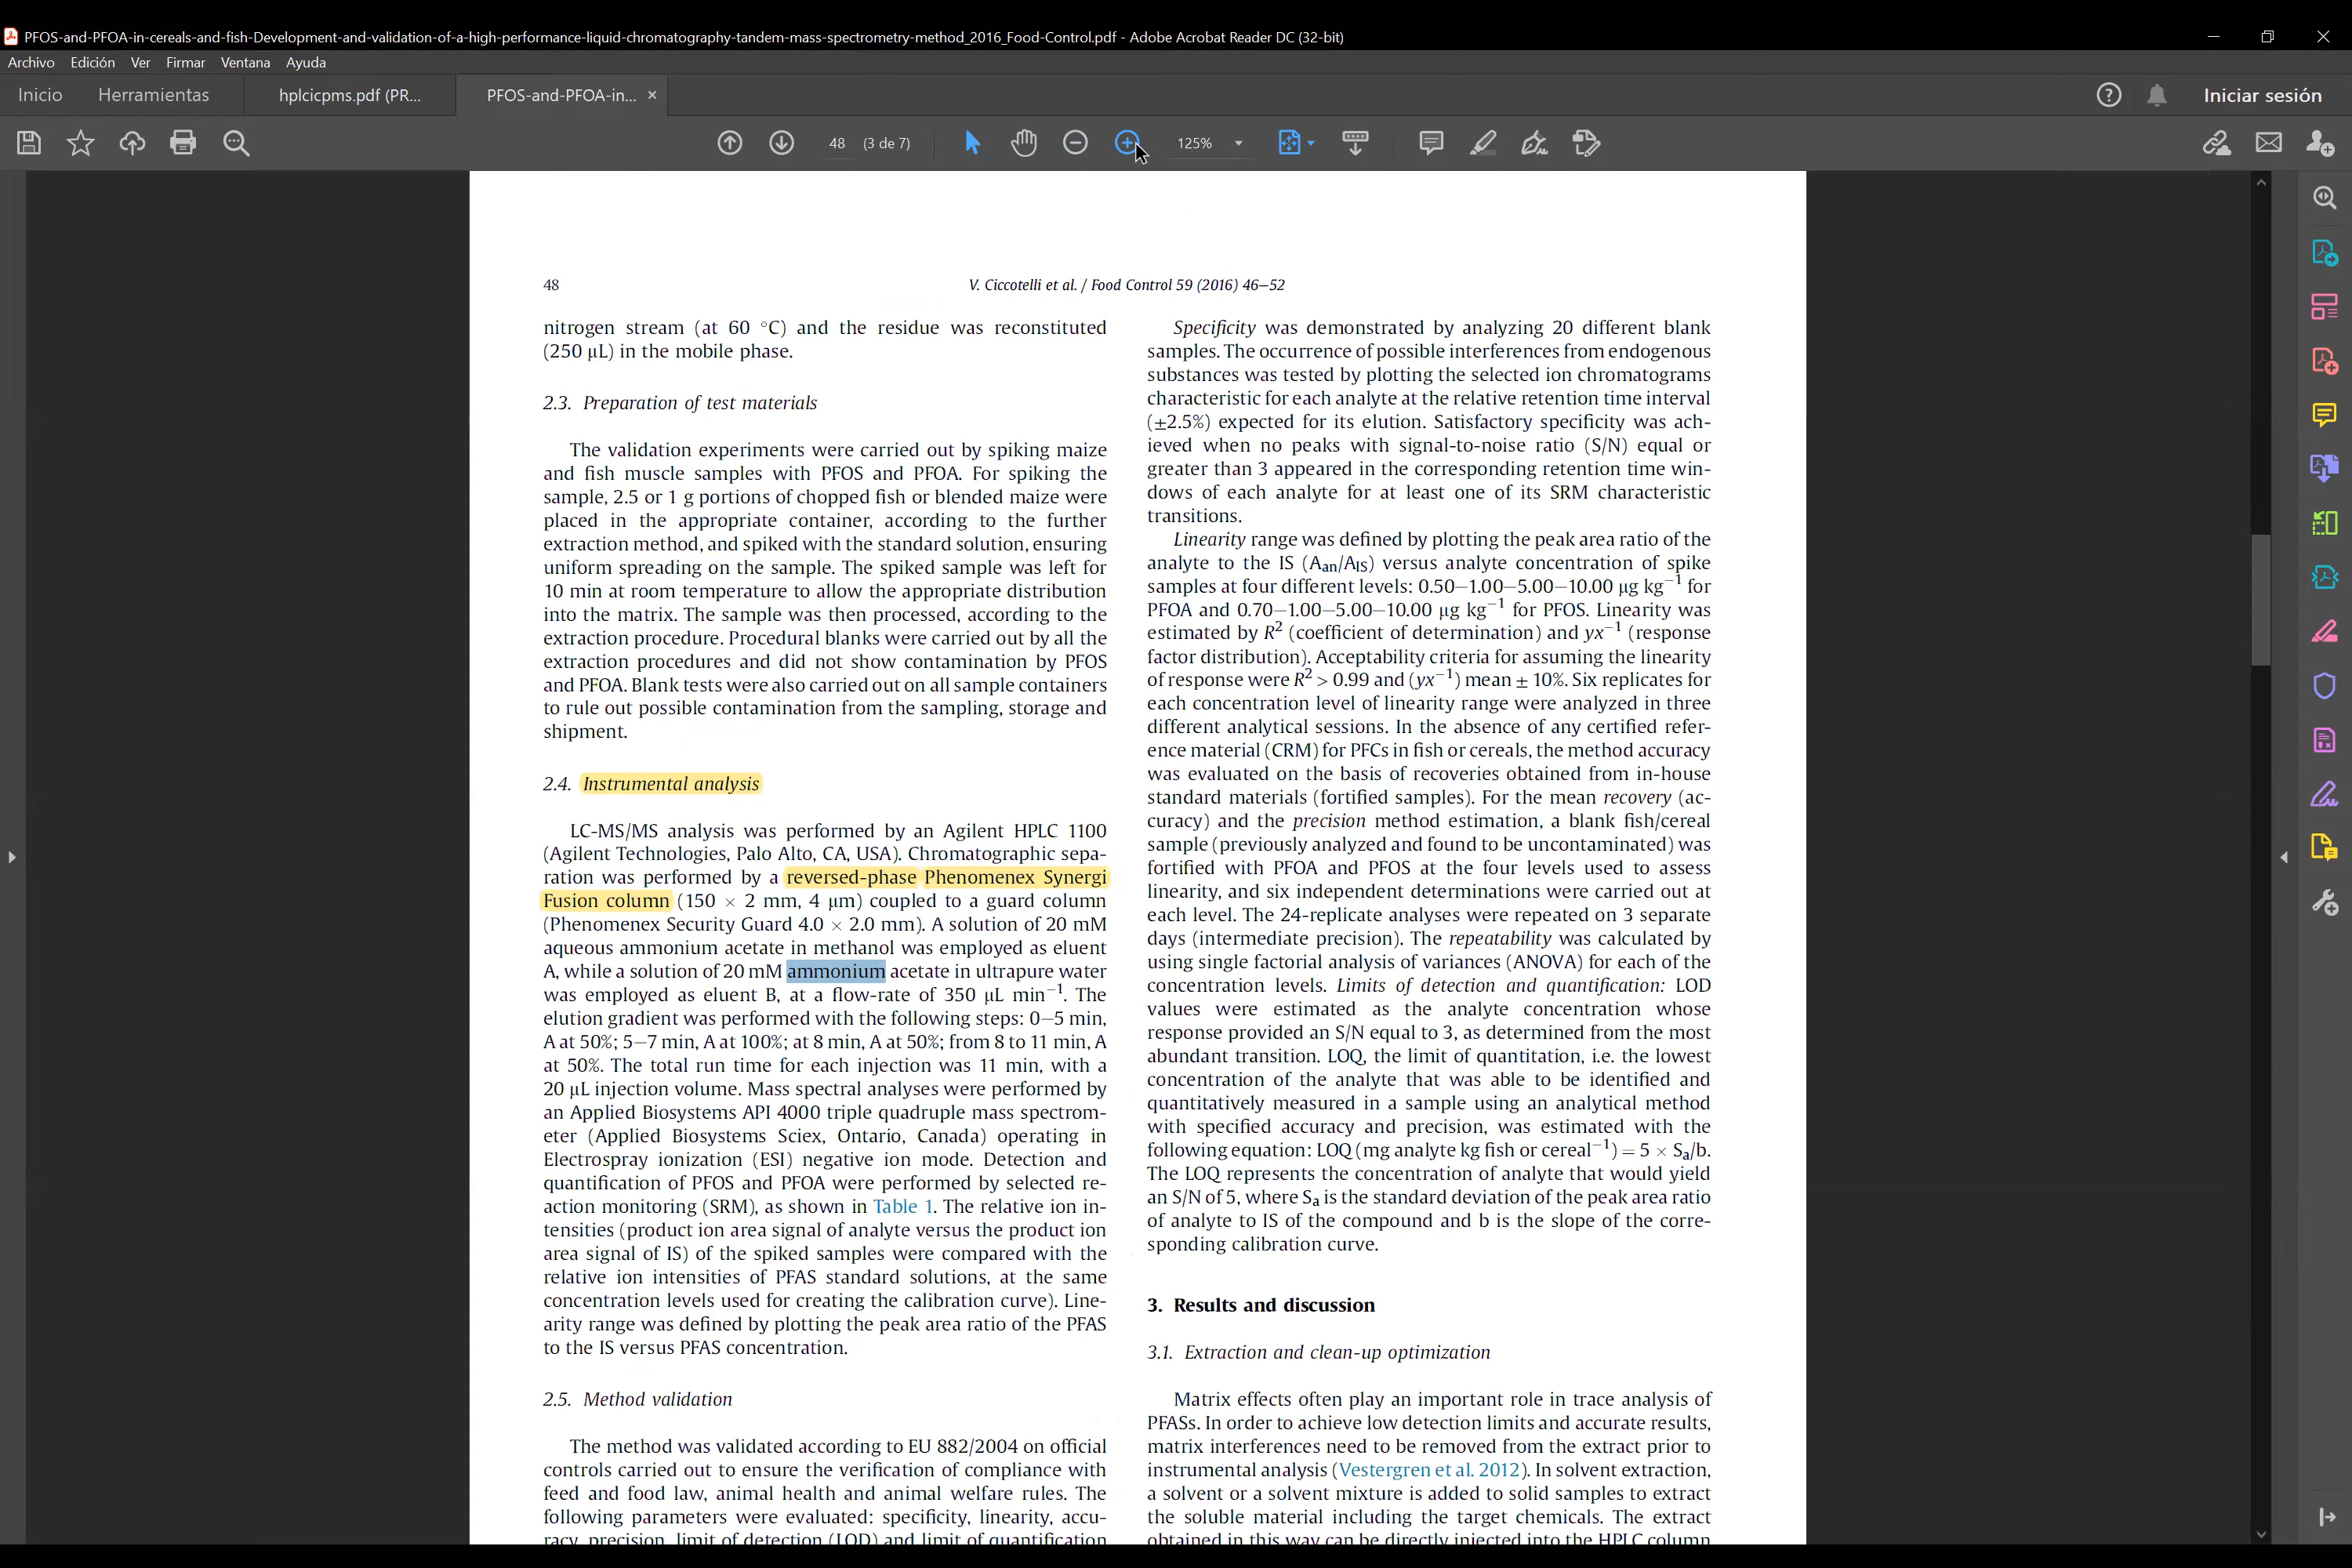 PFOS-and-PFOA-in-cereals-and-fish-Development-and-validation-of-a-high-performance-liquid-chromatography-tandem-mass-spectrometry-method_2016_Food-Control.pdf - Adobe Acrobat Reader DC (32-bit)
Archivo Edición Ver Firmar Ventana Ayuda
Inicio Herramientas hplcicpms.pdf (PR... PFOS-and-PFOA-in... × Iniciar sesión
48 (3 de 7) 125%
48 V. Ciccotelli et al. / Food Control 59 (2016) 46–52
nitrogen stream (at 60 °C) and the residue was reconstituted
(250 μL) in the mobile phase.
2.3. Preparation of test materials
The validation experiments were carried out by spiking maize
and fish muscle samples with PFOS and PFOA. For spiking the
sample, 2.5 or 1 g portions of chopped fish or blended maize were
placed in the appropriate container, according to the further
extraction method, and spiked with the standard solution, ensuring
uniform spreading on the sample. The spiked sample was left for
10 min at room temperature to allow the appropriate distribution
into the matrix. The sample was then processed, according to the
extraction procedure. Procedural blanks were carried out by all the
extraction procedures and did not show contamination by PFOS
and PFOA. Blank tests were also carried out on all sample containers
to rule out possible contamination from the sampling, storage and
shipment.
2.4. Instrumental analysis
LC-MS/MS analysis was performed by an Agilent HPLC 1100
(Agilent Technologies, Palo Alto, CA, USA). Chromatographic sepa-
ration was performed by a reversed-phase Phenomenex Synergi
Fusion column (150 × 2 mm, 4 μm) coupled to a guard column
(Phenomenex Security Guard 4.0 × 2.0 mm). A solution of 20 mM
aqueous ammonium acetate in methanol was employed as eluent
A, while a solution of 20 mM ammonium acetate in ultrapure water
was employed as eluent B, at a flow-rate of 350 μL min⁻¹. The
elution gradient was performed with the following steps: 0–5 min,
A at 50%; 5–7 min, A at 100%; at 8 min, A at 50%; from 8 to 11 min, A
at 50%. The total run time for each injection was 11 min, with a
20 μL injection volume. Mass spectral analyses were performed by
an Applied Biosystems API 4000 triple quadruple mass spectrom-
eter (Applied Biosystems Sciex, Ontario, Canada) operating in
Electrospray ionization (ESI) negative ion mode. Detection and
quantification of PFOS and PFOA were performed by selected re-
action monitoring (SRM), as shown in Table 1. The relative ion in-
tensities (product ion area signal of analyte versus the product ion
area signal of IS) of the spiked samples were compared with the
relative ion intensities of PFAS standard solutions, at the same
concentration levels used for creating the calibration curve). Line-
arity range was defined by plotting the peak area ratio of the PFAS
to the IS versus PFAS concentration.
2.5. Method validation
The method was validated according to EU 882/2004 on official
controls carried out to ensure the verification of compliance with
feed and food law, animal health and animal welfare rules. The
following parameters were evaluated: specificity, linearity, accu-
racy, precision, limit of detection (LOD) and limit of quantification
Specificity was demonstrated by analyzing 20 different blank
samples. The occurrence of possible interferences from endogenous
substances was tested by plotting the selected ion chromatograms
characteristic for each analyte at the relative retention time interval
(±2.5%) expected for its elution. Satisfactory specificity was ach-
ieved when no peaks with signal-to-noise ratio (S/N) equal or
greater than 3 appeared in the corresponding retention time win-
dows of each analyte for at least one of its SRM characteristic
transitions.
Linearity range was defined by plotting the peak area ratio of the
analyte to the IS (Aan/AIS) versus analyte concentration of spike
samples at four different levels: 0.50–1.00–5.00–10.00 μg kg⁻¹ for
PFOA and 0.70–1.00–5.00–10.00 μg kg⁻¹ for PFOS. Linearity was
estimated by R² (coefficient of determination) and yx⁻¹ (response
factor distribution). Acceptability criteria for assuming the linearity
of response were R² > 0.99 and (yx⁻¹) mean ± 10%. Six replicates for
each concentration level of linearity range were analyzed in three
different analytical sessions. In the absence of any certified refer-
ence material (CRM) for PFCs in fish or cereals, the method accuracy
was evaluated on the basis of recoveries obtained from in-house
standard materials (fortified samples). For the mean recovery (ac-
curacy) and the precision method estimation, a blank fish/cereal
sample (previously analyzed and found to be uncontaminated) was
fortified with PFOA and PFOS at the four levels used to assess
linearity, and six independent determinations were carried out at
each level. The 24-replicate analyses were repeated on 3 separate
days (intermediate precision). The repeatability was calculated by
using single factorial analysis of variances (ANOVA) for each of the
concentration levels. Limits of detection and quantification: LOD
values were estimated as the analyte concentration whose
response provided an S/N equal to 3, as determined from the most
abundant transition. LOQ, the limit of quantitation, i.e. the lowest
concentration of the analyte that was able to be identified and
quantitatively measured in a sample using an analytical method
with specified accuracy and precision, was estimated with the
following equation: LOQ (mg analyte kg fish or cereal⁻¹) = 5 × Sa/b.
The LOQ represents the concentration of analyte that would yield
an S/N of 5, where Sa is the standard deviation of the peak area ratio
of analyte to IS of the compound and b is the slope of the corre-
sponding calibration curve.
3. Results and discussion
3.1. Extraction and clean-up optimization
Matrix effects often play an important role in trace analysis of
PFASs. In order to achieve low detection limits and accurate results,
matrix interferences need to be removed from the extract prior to
instrumental analysis (Vestergren et al. 2012). In solvent extraction,
a solvent or a solvent mixture is added to solid samples to extract
the soluble material including the target chemicals. The extract
obtained in this way can be directly injected into the HPLC column